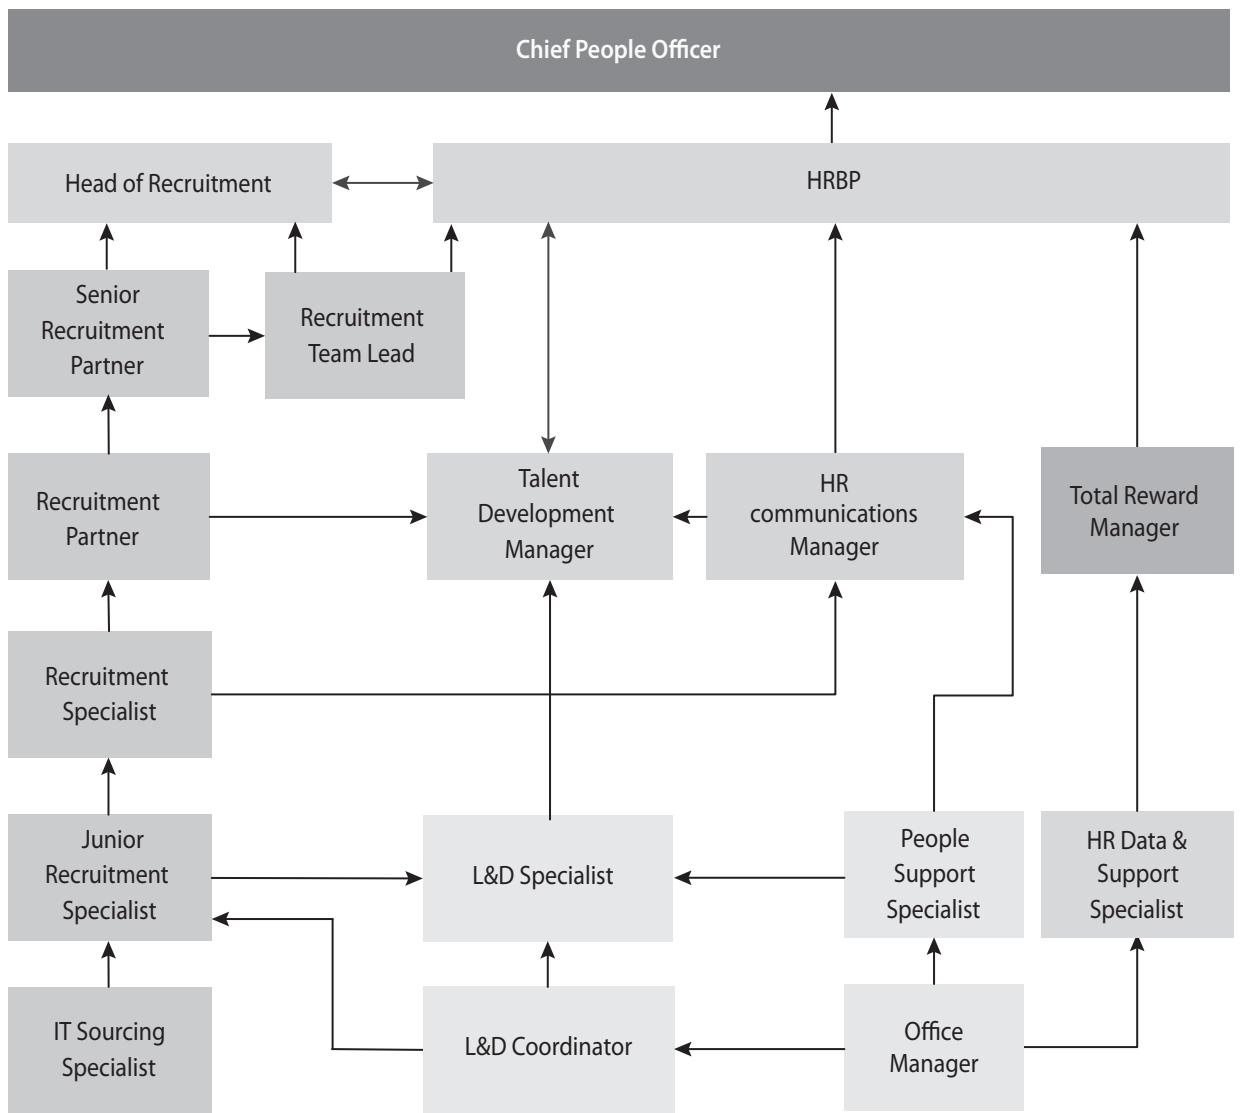 Chief People Officer
Head of Recruitment
HRBP
Senior
Recruitment
Partner
Recruitment
Team Lead
Recruitment
Partner
Talent
Development
Manager
HR
communications
Manager
Total Reward
Manager
Recruitment
Specialist
Junior
Recruitment
Specialist
L&D Specialist
People
Support
Specialist
HR Data &
Support
Specialist
IT Sourcing
Specialist
L&D Coordinator
Office
Manager